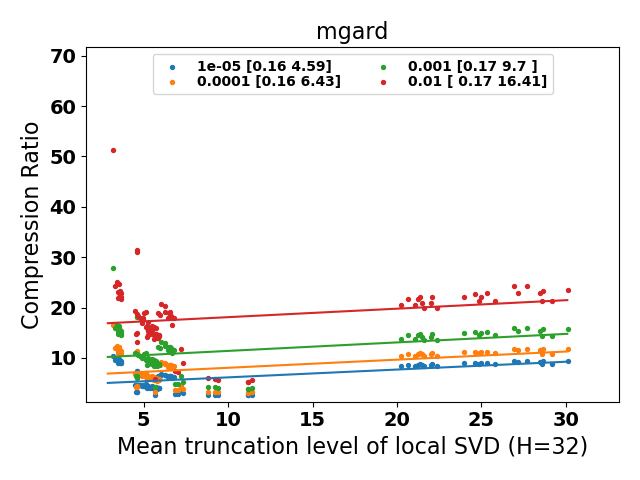 mgard
1e-05 [0.16 4.59]
0.0001 [0.16 6.43]
0.001 [0.17 9.7 ]
0.01 [ 0.17 16.41]
Compression Ratio
70
60
50
40
30
20
10
5 10 15 20 25 30
Mean truncation level of local SVD (H=32)